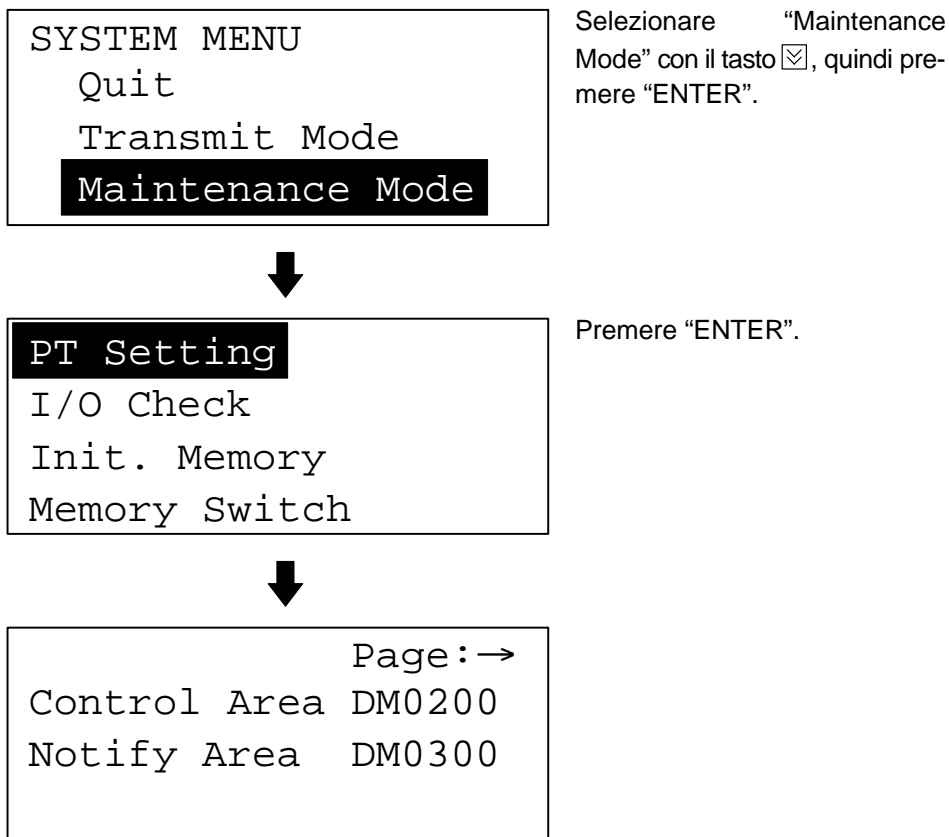 SYSTEM MENU
Quit
Transmit Mode
Maintenance Mode
Selezionare “Maintenance
Mode” con il tasto , quindi pre-
mere “ENTER”.
PT Setting
I/O Check
Init. Memory
Memory Switch
Premere “ENTER”.
Page:→
Control Area DM0200
Notify Area DM0300